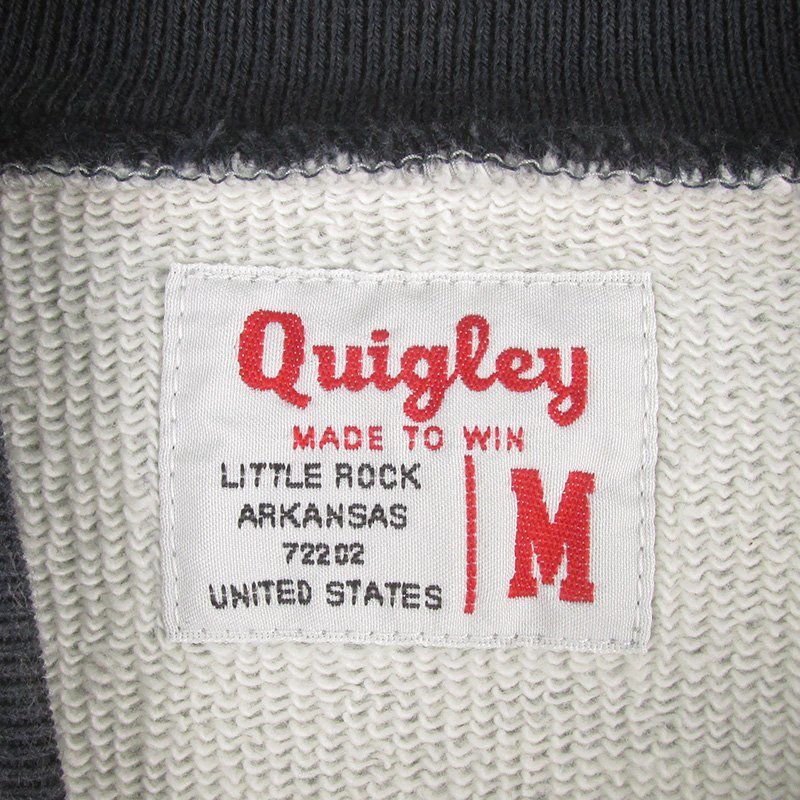 Quigley
MADE TO WIN
LITTLE ROCK
ARKANSAS
72202
UNITED STATES
M